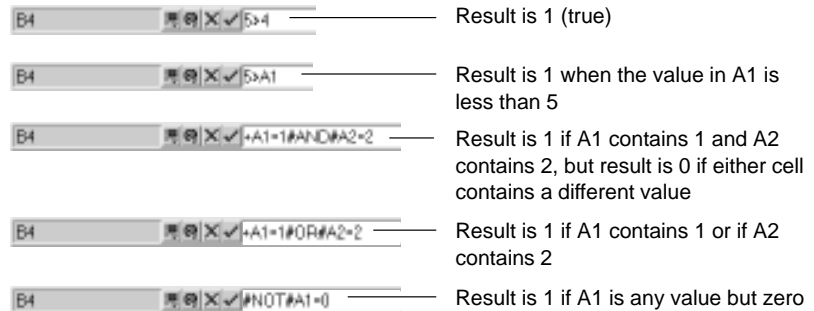 B4 5>4 Result is 1 (true)
B4 5>A1 Result is 1 when the value in A1 is
less than 5
B4 +A1=1#AND#A2=2 Result is 1 if A1 contains 1 and A2
contains 2, but result is 0 if either cell
contains a different value
B4 +A1=1#OR#A2=2 Result is 1 if A1 contains 1 or if A2
contains 2
B4 #NOT#A1=0 Result is 1 if A1 is any value but zero